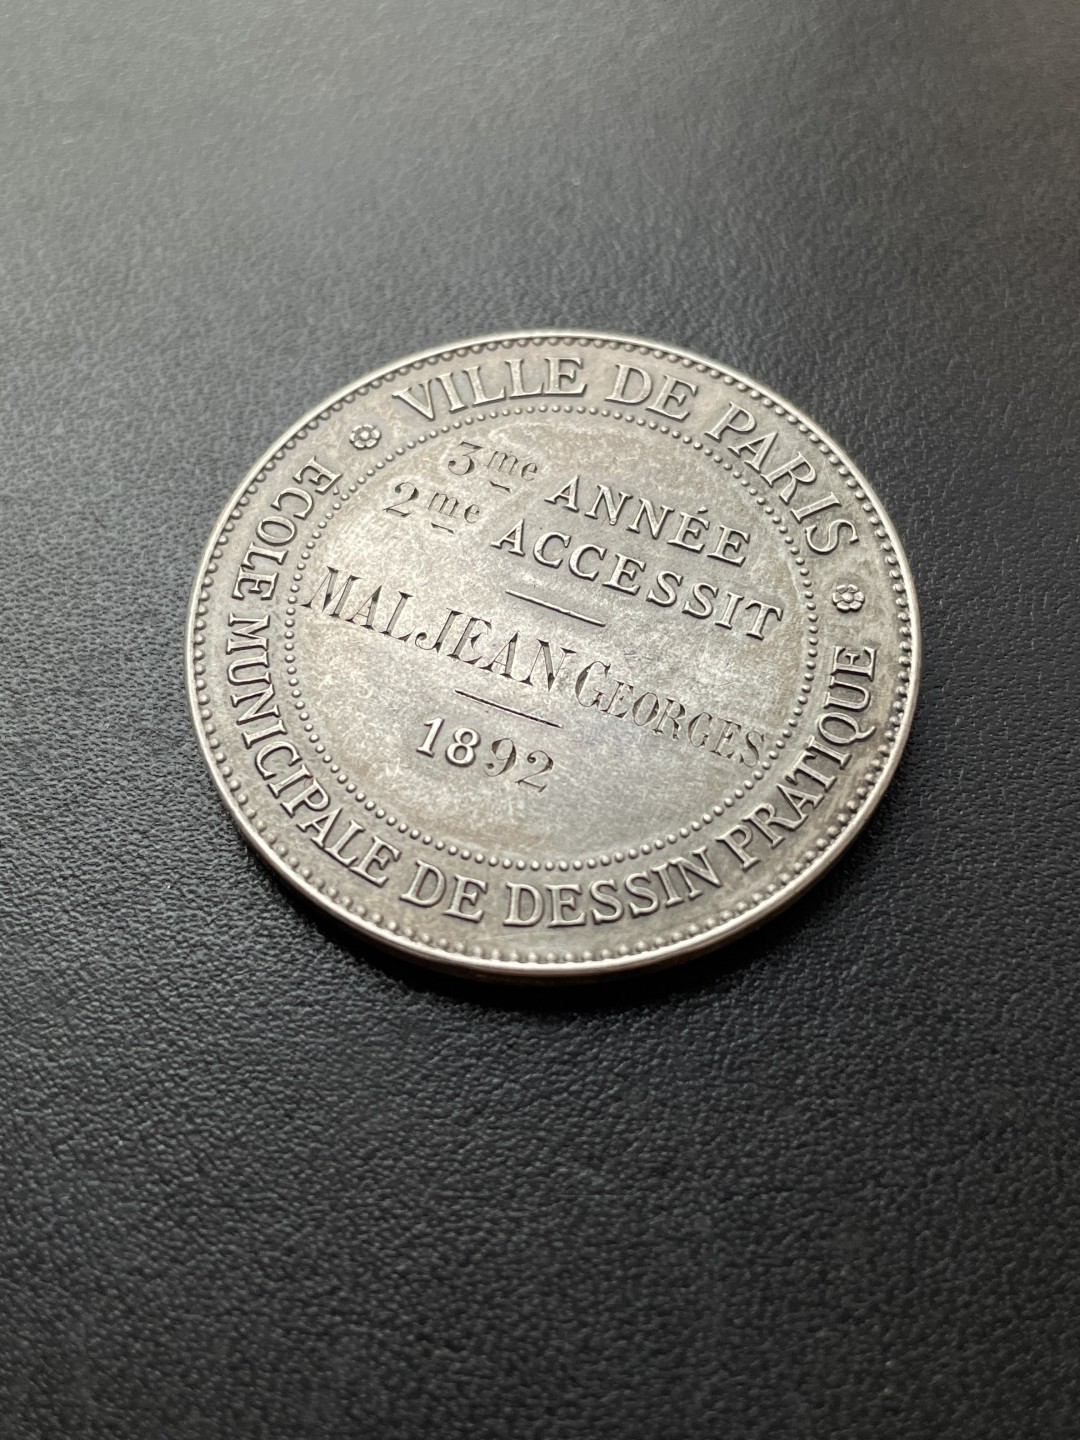 VILLE DE PARIS
3me ANNÉE
2me ACCESSIT
MALJEAN GEORGES
1892
ECOLE MUNICIPALE DE DESSIN PRATIQUE